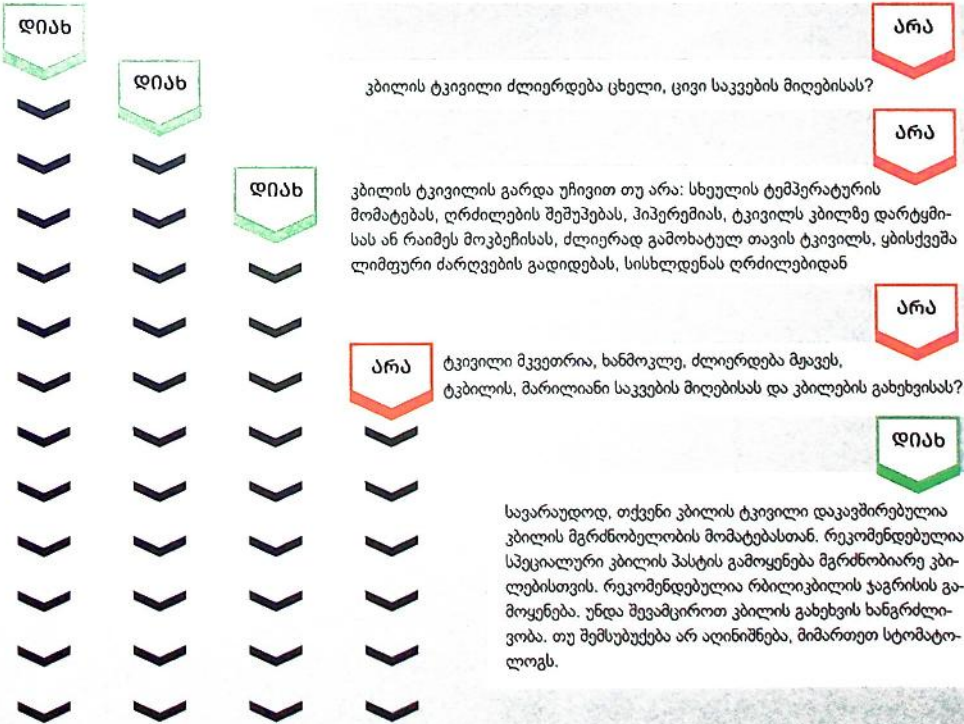 დიახ
არა
დიახ
კბილის ტკივილი ძლიერდება ცხელი, ცივი საკვების მიღებისას?
არა
დიახ
კბილის ტკივილის გარდა უჩივით თუ არა: სხეულის ტემპერატურის
მომატებას, ღრძილების შეშუპებას, ჰიპერემიას, ტკივილს კბილზე დარტყმი-
სას ან რაიმეს მოკბეჩისას, ძლიერად გამოხატულ თავის ტკივილს, ყბისქვეშა
ლიმფური ძარღვების გადიდებას, სისხლდენას ღრძილებიდან
არა
არა
ტკივილი მკვეთრია, ხანმოკლე, ძლიერდება მჟავეს,
ტკბილის, მარილიანი საკვების მიღებისას და კბილების გახეხვისას?
დიახ
სავარაუდოდ, თქვენი კბილის ტკივილი დაკავშირებულია
კბილის მგრძნობელობის მომატებასთან. რეკომენდებულია
სპეციალური კბილის პასტის გამოყენება მგრძნობიარე კბი-
ლებისთვის. რეკომენდებულია რბილიკბილის ჯაგრისის გა-
მოყენება. უნდა შევამციროთ კბილის გახეხვის ხანგრძლი-
ვობა. თუ შემსუბუქება არ აღინიშნება, მიმართეთ სტომატო-
ლოგს.